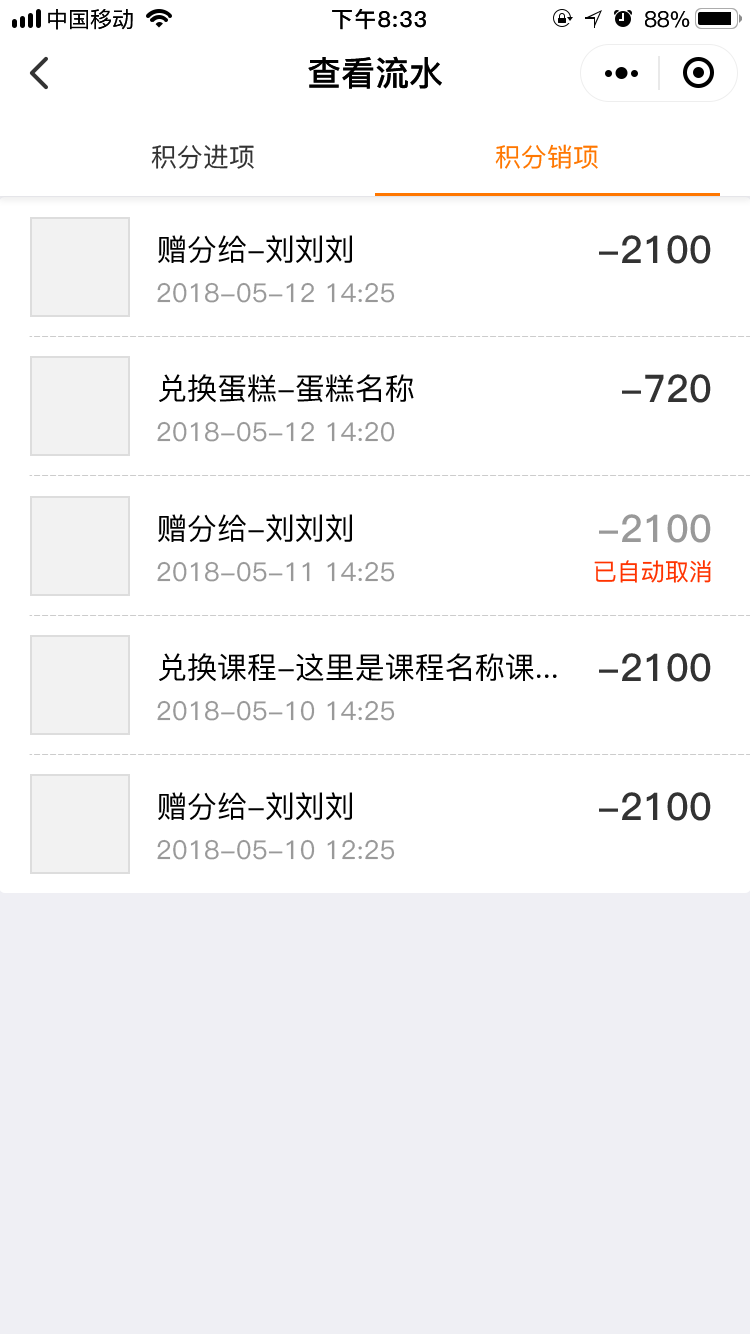 中国移动 下午8:33 88%
查看流水
积分进项 积分销项
赠分给-刘刘刘 -2100
2018-05-12 14:25
兑换蛋糕-蛋糕名称 -720
2018-05-12 14:20
赠分给-刘刘刘 -2100
2018-05-11 14:25 已自动取消
兑换课程-这里是课程名称课... -2100
2018-05-10 14:25
赠分给-刘刘刘 -2100
2018-05-10 12:25